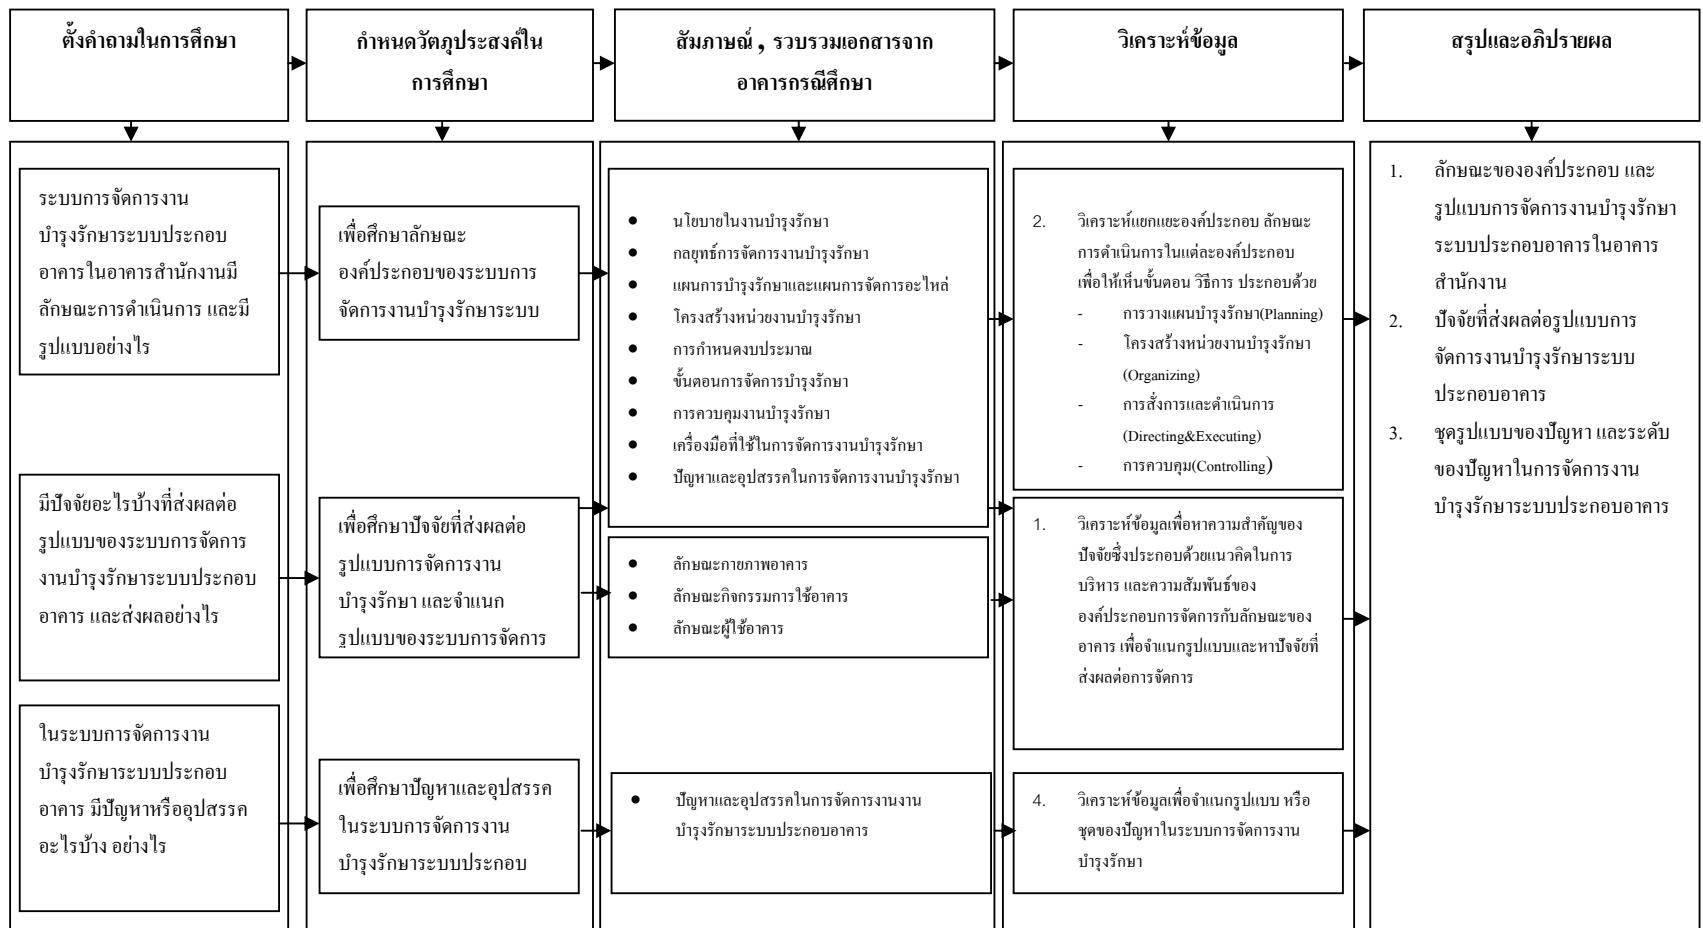 ตั้งคำถามในการศึกษา
กำหนดวัตถุประสงค์ใน
การศึกษา
สัมภาษณ์ , รวบรวมเอกสารจาก
อาคารกรณีศึกษา
วิเคราะห์ข้อมูล
สรุปและอภิปรายผล
ระบบการจัดการงาน
บำรุงรักษาระบบประกอบ
อาคารในอาคารสำนักงานมี
ลักษณะการดำเนินการ และมี
รูปแบบอย่างไร
มีปัจจัยอะไรบ้างที่ส่งผลต่อ
รูปแบบของระบบการจัดการ
งานบำรุงรักษาระบบประกอบ
อาคาร และส่งผลอย่างไร
ในระบบการจัดการงาน
บำรุงรักษาระบบประกอบ
อาคาร มีปัญหาหรืออุปสรรค
อะไรบ้าง อย่างไร
เพื่อศึกษาลักษณะ
องค์ประกอบของระบบการ
จัดการงานบำรุงรักษาระบบ
เพื่อศึกษาปัจจัยที่ส่งผลต่อ
รูปแบบการจัดการงาน
บำรุงรักษา และจำแนก
รูปแบบของระบบการจัดการ
เพื่อศึกษาปัญหาและอุปสรรค
ในระบบการจัดการงาน
บำรุงรักษาระบบประกอบ
● นโยบายในงานบำรุงรักษา
● กลยุทธ์การจัดการงานบำรุงรักษา
● แผนการบำรุงรักษาและแผนการจัดการอะไหล่
● โครงสร้างหน่วยงานบำรุงรักษา
● การกำหนดงบประมาณ
● ขั้นตอนการจัดการบำรุงรักษา
● การควบคุมงานบำรุงรักษา
● เครื่องมือที่ใช้ในการจัดการงานบำรุงรักษา
● ปัญหาและอุปสรรคในการจัดการงานบำรุงรักษา
● ลักษณะกายภาพอาคาร
● ลักษณะกิจกรรมการใช้อาคาร
● ลักษณะผู้ใช้อาคาร
● ปัญหาและอุปสรรคในการจัดการงานงาน
บำรุงรักษาระบบประกอบอาคาร
2. วิเคราะห์แยกแยะองค์ประกอบ ลักษณะ
การดำเนินการในแต่ละองค์ประกอบ
เพื่อให้เห็นขั้นตอน วิธีการ ประกอบด้วย
- การวางแผนบำรุงรักษา(Planning)
- โครงสร้างหน่วยงานบำรุงรักษา
(Organizing)
- การสั่งการและดำเนินการ
(Directing&Executing)
- การควบคุม(Controlling)
1. วิเคราะห์ข้อมูลเพื่อหาความสำคัญของ
ปัจจัยซึ่งประกอบด้วยแนวคิดในการ
บริหาร และความสัมพันธ์ของ
องค์ประกอบการจัดการกับลักษณะของ
อาคาร เพื่อจำแนกรูปแบบและหาปัจจัยที่
ส่งผลต่อการจัดการ
4. วิเคราะห์ข้อมูลเพื่อจำแนกรูปแบบ หรือ
ชุดของปัญหาในระบบการจัดการงาน
บำรุงรักษา
1. ลักษณะขององค์ประกอบ และ
รูปแบบการจัดการงานบำรุงรักษา
ระบบประกอบอาคารในอาคาร
สำนักงาน
2. ปัจจัยที่ส่งผลต่อรูปแบบการ
จัดการงานบำรุงรักษาระบบ
ประกอบอาคาร
3. ชุดรูปแบบของปัญหา และระดับ
ของปัญหาในการจัดการงาน
บำรุงรักษาระบบประกอบอาคาร